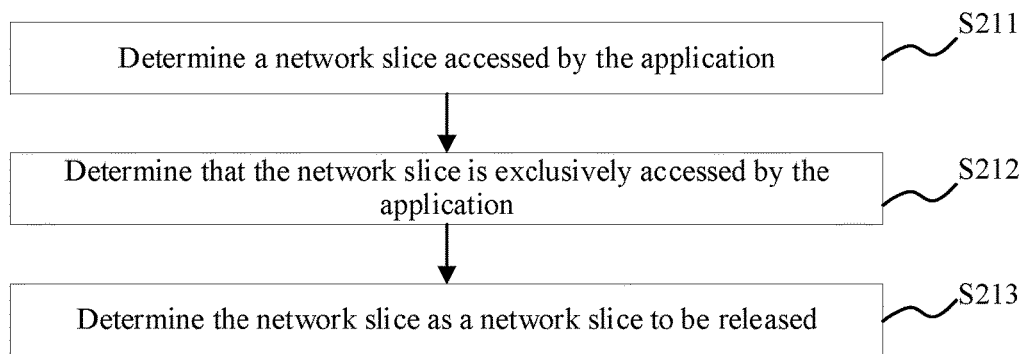 S211
Determine a network slice accessed by the application
S212
Determine that the network slice is exclusively accessed by the
application
S213
Determine the network slice as a network slice to be released